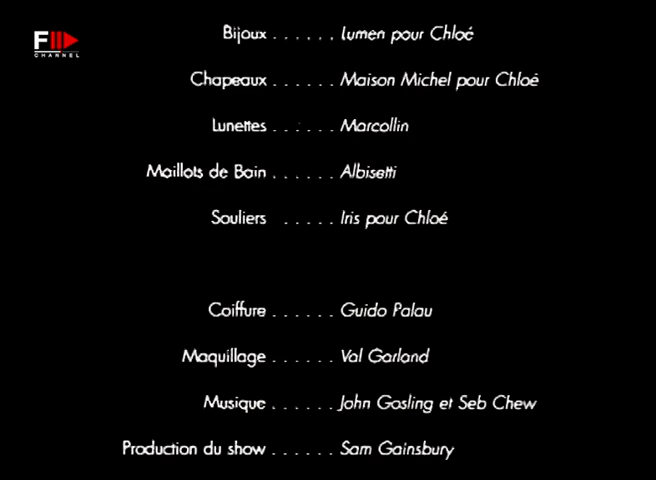 F CHANNEL
Bijoux . . . . . . Lumen pour Chloé
Chapeaux . . . . . . Maison Michel pour Chloé
Lunettes . . . . . . Marcollin
Maillots de Bain . . . . . . Albisetti
Souliers . . . . . Iris pour Chloé
Coiffure . . . . . . Guido Palau
Maquillage . . . . . . Val Garland
Musique . . . . . . John Gosling et Seb Chew
Production du show . . . . . . Sam Gainsbury